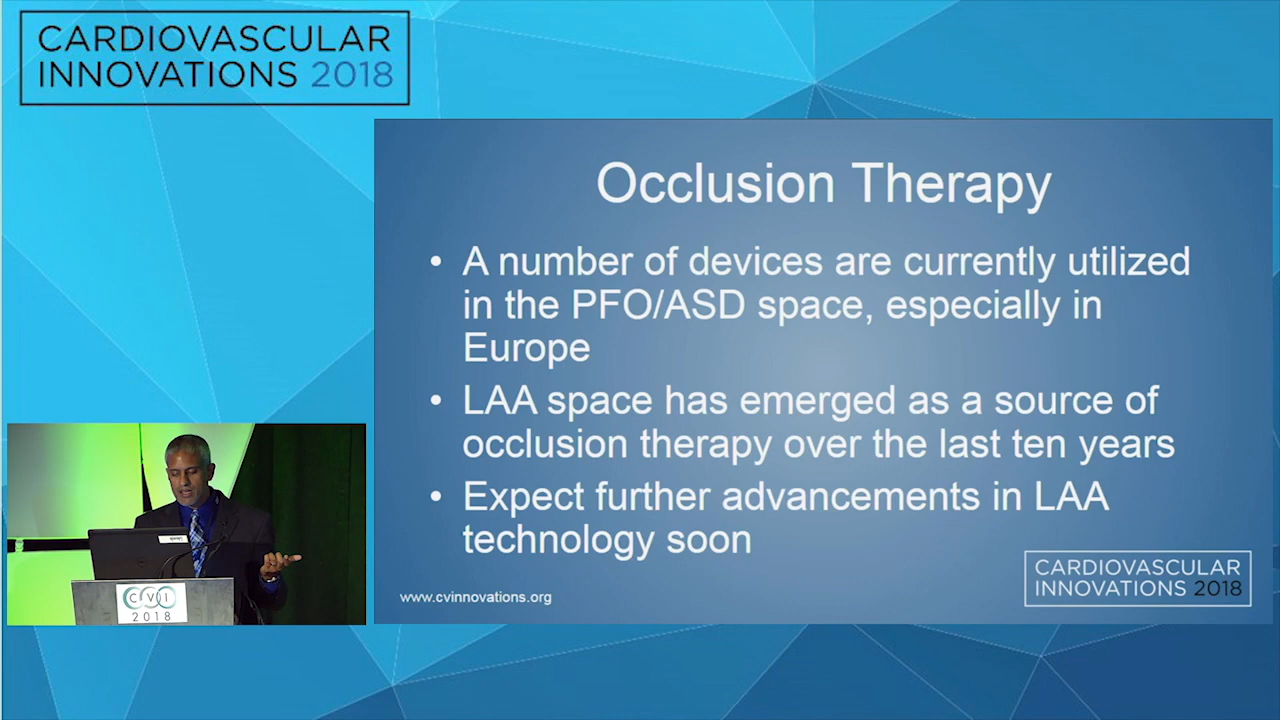 CARDIOVASCULAR
INNOVATIONS 2018
Occlusion Therapy
• A number of devices are currently utilized
in the PFO/ASD space, especially in
Europe
• LAA space has emerged as a source of
occlusion therapy over the last ten years
• Expect further advancements in LAA
technology soon
www.cvinnovations.org
CARDIOVASCULAR
INNOVATIONS 2018
CVI
2018